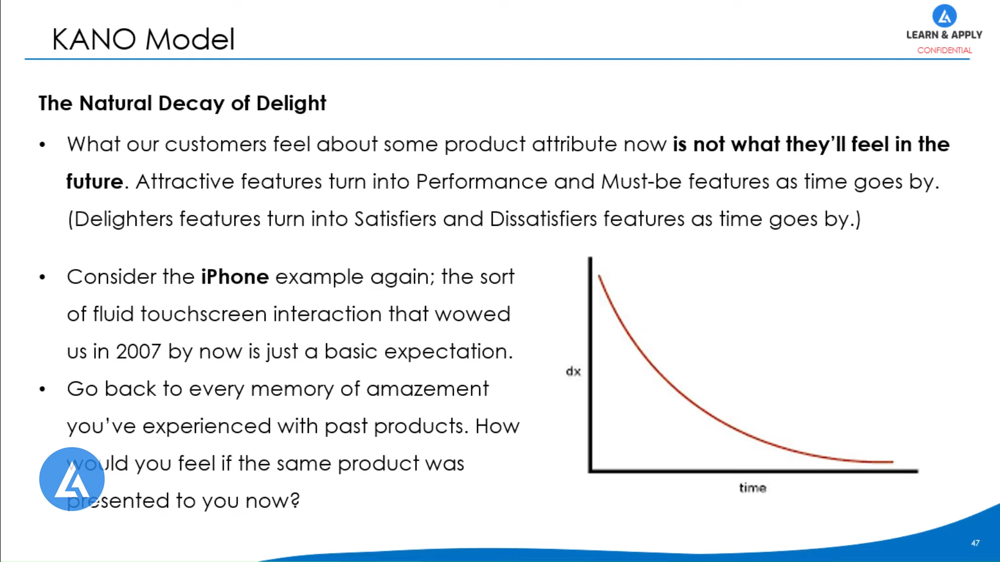 KANO Model
LEARN & APPLY
CONFIDENTIAL
The Natural Decay of Delight
• What our customers feel about some product attribute now is not what they’ll feel in the
future. Attractive features turn into Performance and Must-be features as time goes by.
(Delighters features turn into Satisfiers and Dissatisfiers features as time goes by.)
• Consider the iPhone example again; the sort
of fluid touchscreen interaction that wowed
us in 2007 by now is just a basic expectation.
• Go back to every memory of amazement
you’ve experienced with past products. How
would you feel if the same product was
presented to you now?
dx
time
47